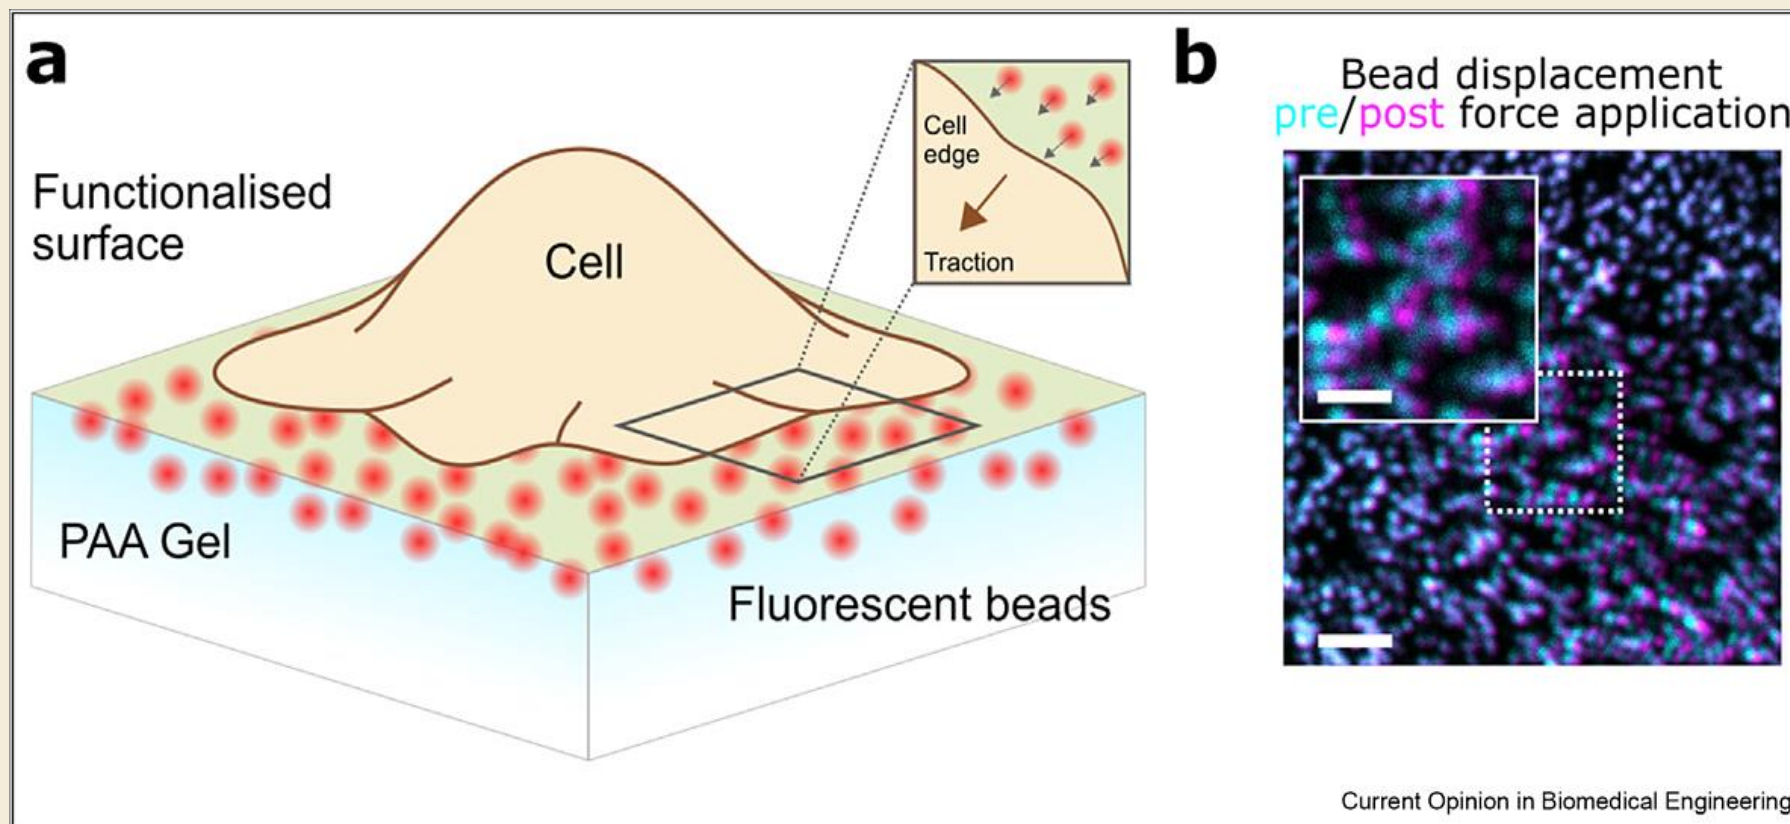 a
Functionalised
surface
Cell
PAA Gel
Fluorescent beads
Cell
edge
Traction
b
Bead displacement
pre/post force application
Current Opinion in Biomedical Engineering